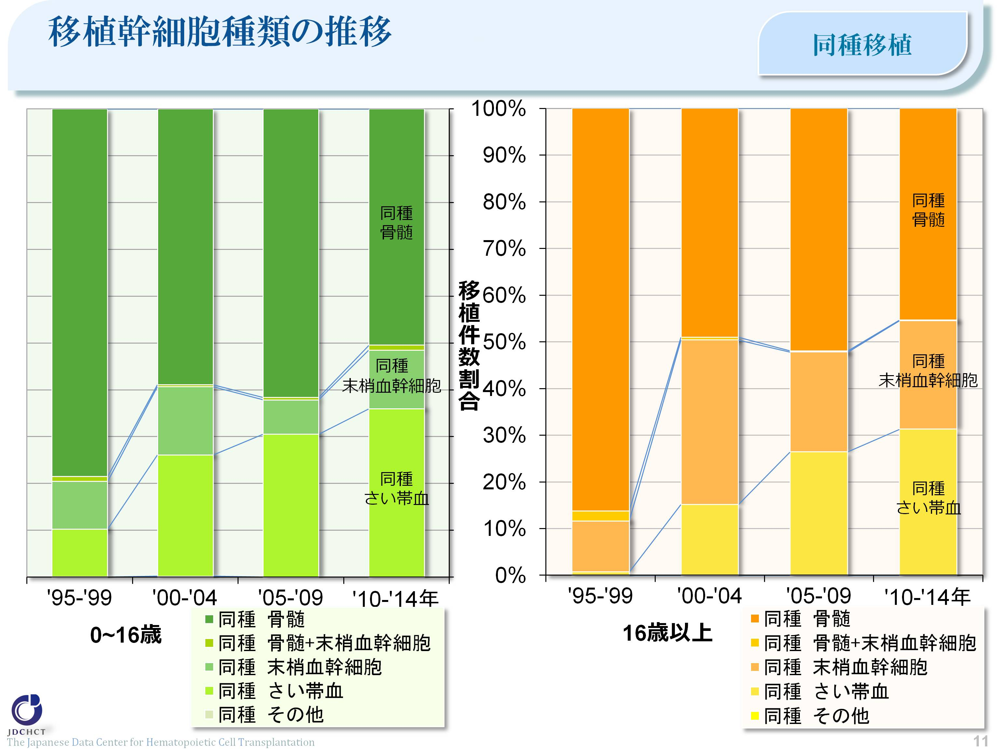 移植幹細胞種類の推移
同種移植
同種
骨髄
同種
末梢血幹細胞
同種
さい帯血
'95-'99
'00-'04
'05-'09
'10-'14年
0~16歳
同種 骨髄
同種 骨髄+末梢血幹細胞
同種 末梢血幹細胞
同種 さい帯血
同種 その他
移植件数割合
100%
90%
80%
70%
60%
50%
40%
30%
20%
10%
0%
同種
骨髄
同種
末梢血幹細胞
同種
さい帯血
'95-'99
'00-'04
'05-'09
'10-'14年
16歳以上
同種 骨髄
同種 骨髄+末梢血幹細胞
同種 末梢血幹細胞
同種 さい帯血
同種 その他
JDCHCT
The Japanese Data Center for Hematopoietic Cell Transplantation
11